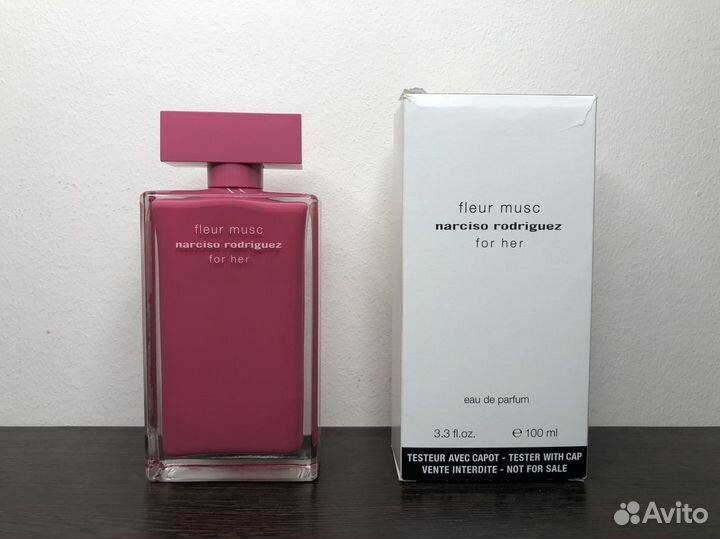 fleur musc
narciso rodriguez
for her
fleur musc
narciso rodriguez
for her
eau de parfum
3.3 fl.oz. ℮ 100 ml
TESTEUR AVEC CAPOT - TESTER WITH CAP
VENTE INTERDITE - NOT FOR SALE
Avito